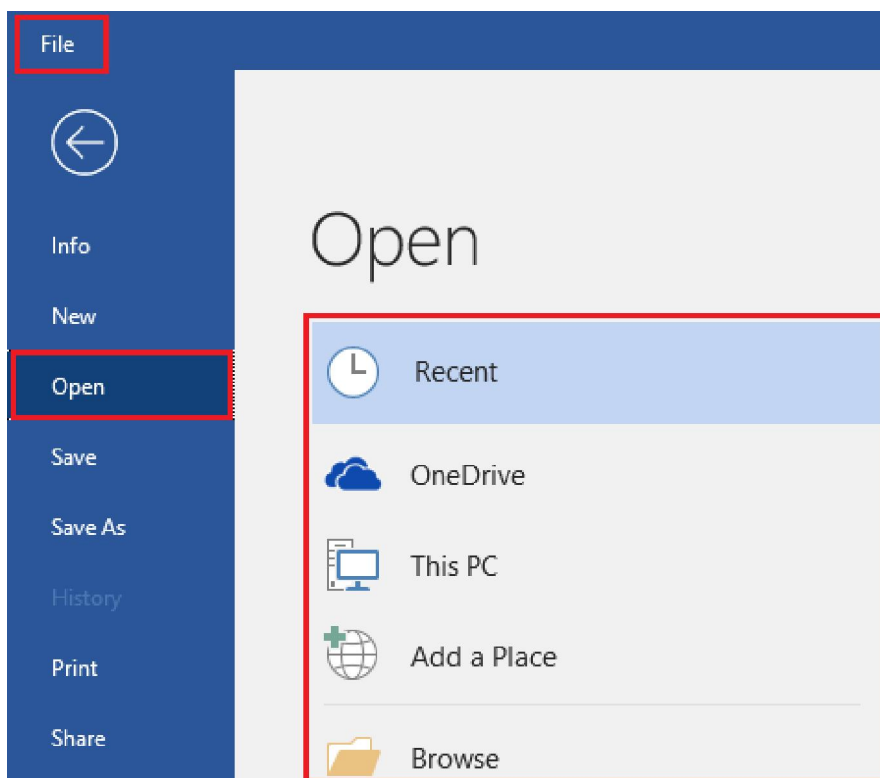 File
Info
New
Open
Save
Save As
History
Print
Share
Open
Recent
OneDrive
This PC
Add a Place
Browse